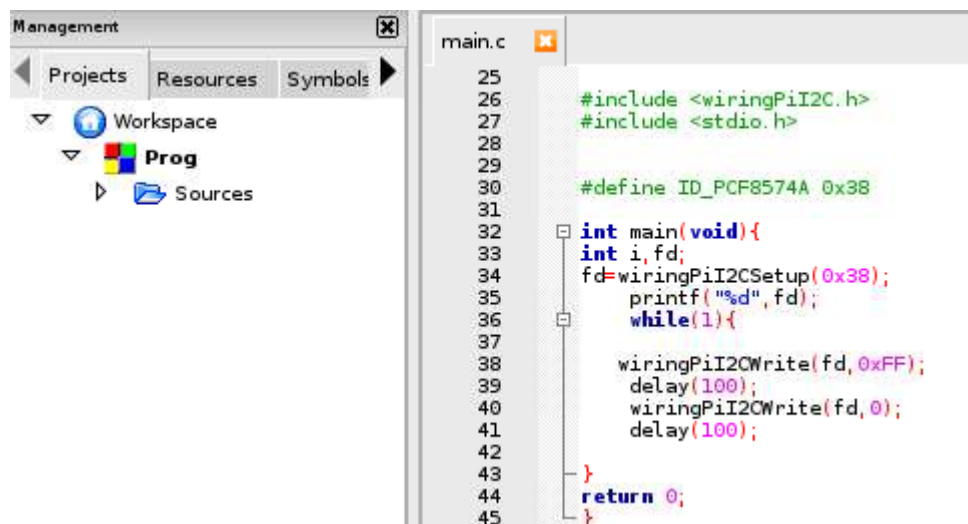 Management
Projects Resources Symbols
Workspace
Prog
Sources
main.c
25
26 #include <wiringPiI2C.h>
27 #include <stdio.h>
28
29
30 #define ID_PCF8574A 0x38
31
32 int main(void){
33 int i,fd;
34 fd=wiringPiI2CSetup(0x38);
35 printf("%d",fd);
36 while(1){
37
38 wiringPiI2CWrite(fd,0xFF);
39 delay(100);
40 wiringPiI2CWrite(fd,0);
41 delay(100);
42
43 }
44 return 0;
45 }